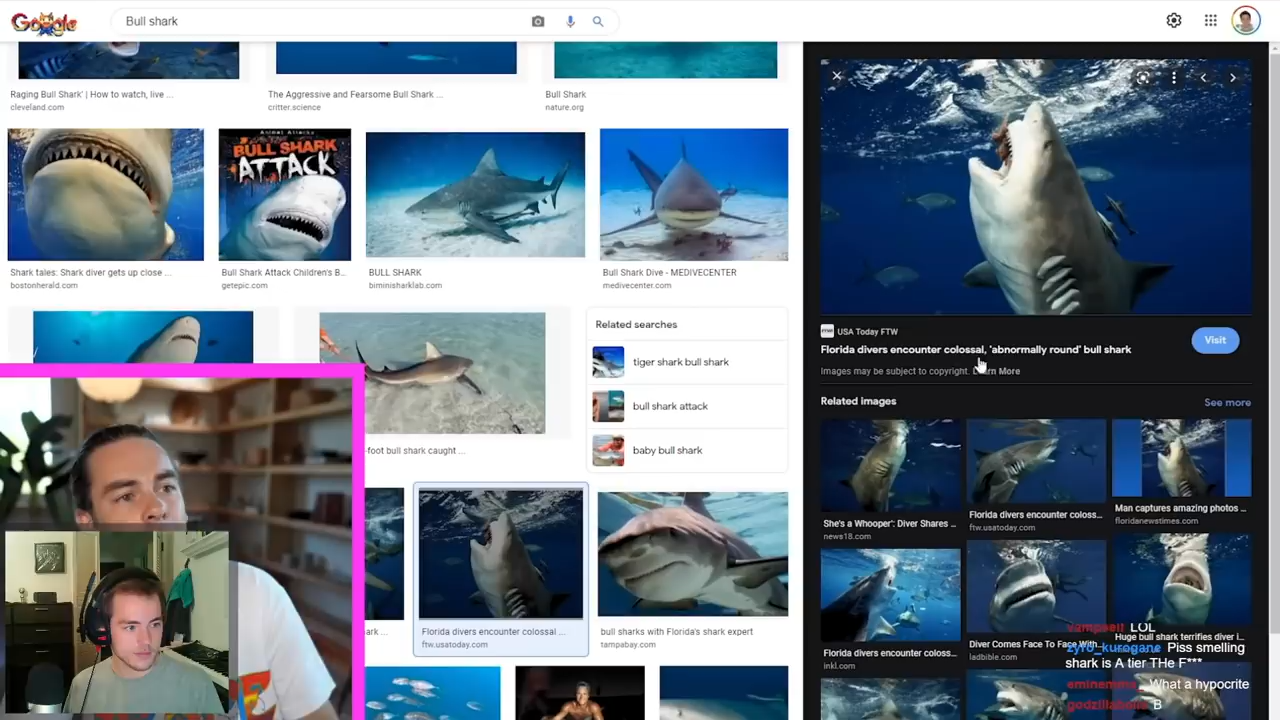 Google
Bull shark
Raging Bull Shark' | How to watch, live ...
cleveland.com
The Aggressive and Fearsome Bull Shark ...
critter.science
Bull Shark
nature.org
Animal Attacks
BULL SHARK
ATTACK
Shark tales: Shark diver gets up close ...
bostonherald.com
Bull Shark Attack Children's B...
getepic.com
BULL SHARK
biminisharklab.com
Bull Shark Dive - MEDIVECENTER
medivecenter.com
Related searches
tiger shark bull shark
bull shark attack
baby bull shark
-foot bull shark caught ...
ark ...
Florida divers encounter colossal ...
ftw.usatoday.com
bull sharks with Florida's shark expert
tampabay.com
USA Today FTW
Florida divers encounter colossal, 'abnormally round' bull shark
Visit
Images may be subject to copyright. Learn More
Related images
See more
She's a Whooper': Diver Shares ...
news18.com
Florida divers encounter coloss...
ftw.usatoday.com
Man captures amazing photos ...
floridanewstimes.com
Florida divers encounter coloss...
inkl.com
Diver Comes Face To Face With...
ladbible.com
Huge bull shark terrifies diver i...
LOL
zyro_kurogane Piss smelling
shark is A tier THe F***
What a hypocrite
B